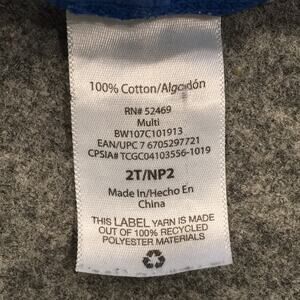 100% Cotton/Algodón
RN# 52469
Multi
BW107C101913
EAN/UPC 7 6705297721
CPSIA# TCGC04103556-1019
2T/NP2
Made In/Hecho En
China
THIS LABEL YARN IS MADE
OUT OF 100% RECYCLED
POLYESTER MATERIALS